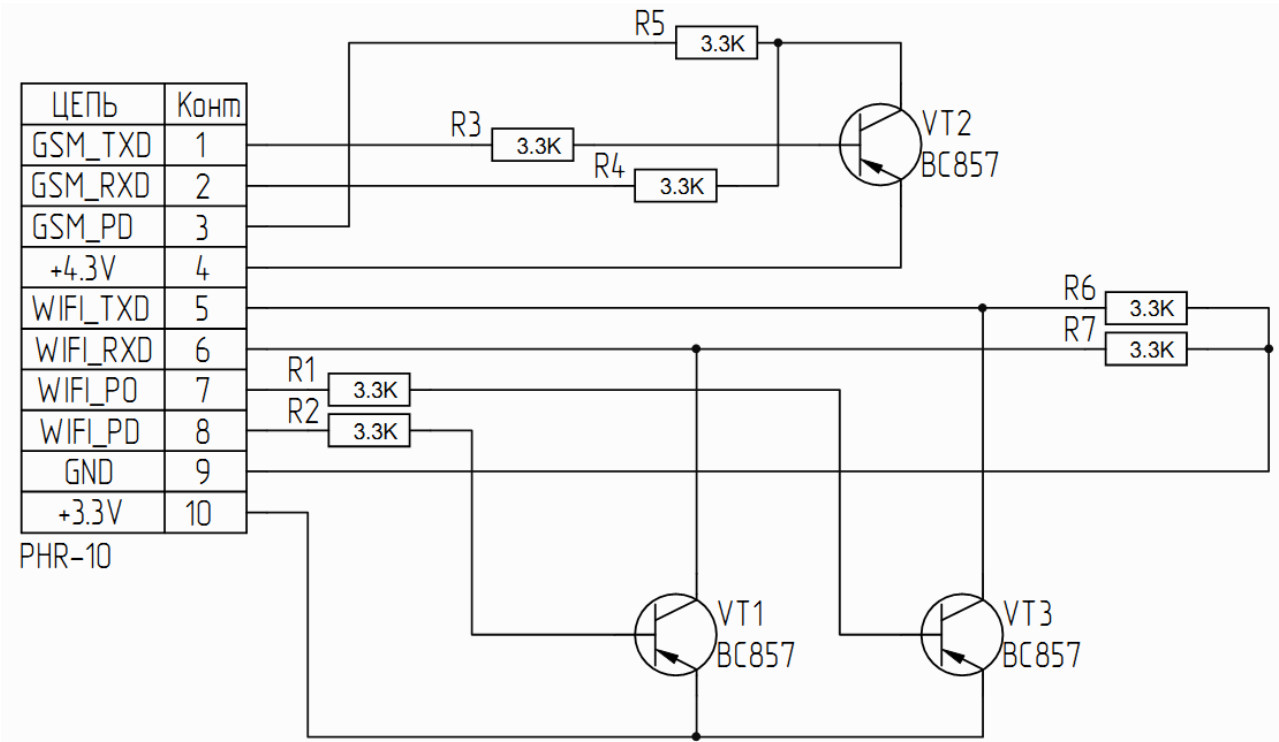 R5
3.3K
ЦЕПЬ Конт
GSM_TXD 1
R3
3.3K
VT2
BC857
GSM_RXD 2
R4
3.3K
GSM_PD 3
+4.3V 4
WIFI_TXD 5
R6
3.3K
WIFI_RXD 6
R7
3.3K
WIFI_PO 7
R1
3.3K
WIFI_PD 8
R2
3.3K
GND 9
+3.3V 10
PHR-10
VT1
BC857
VT3
BC857